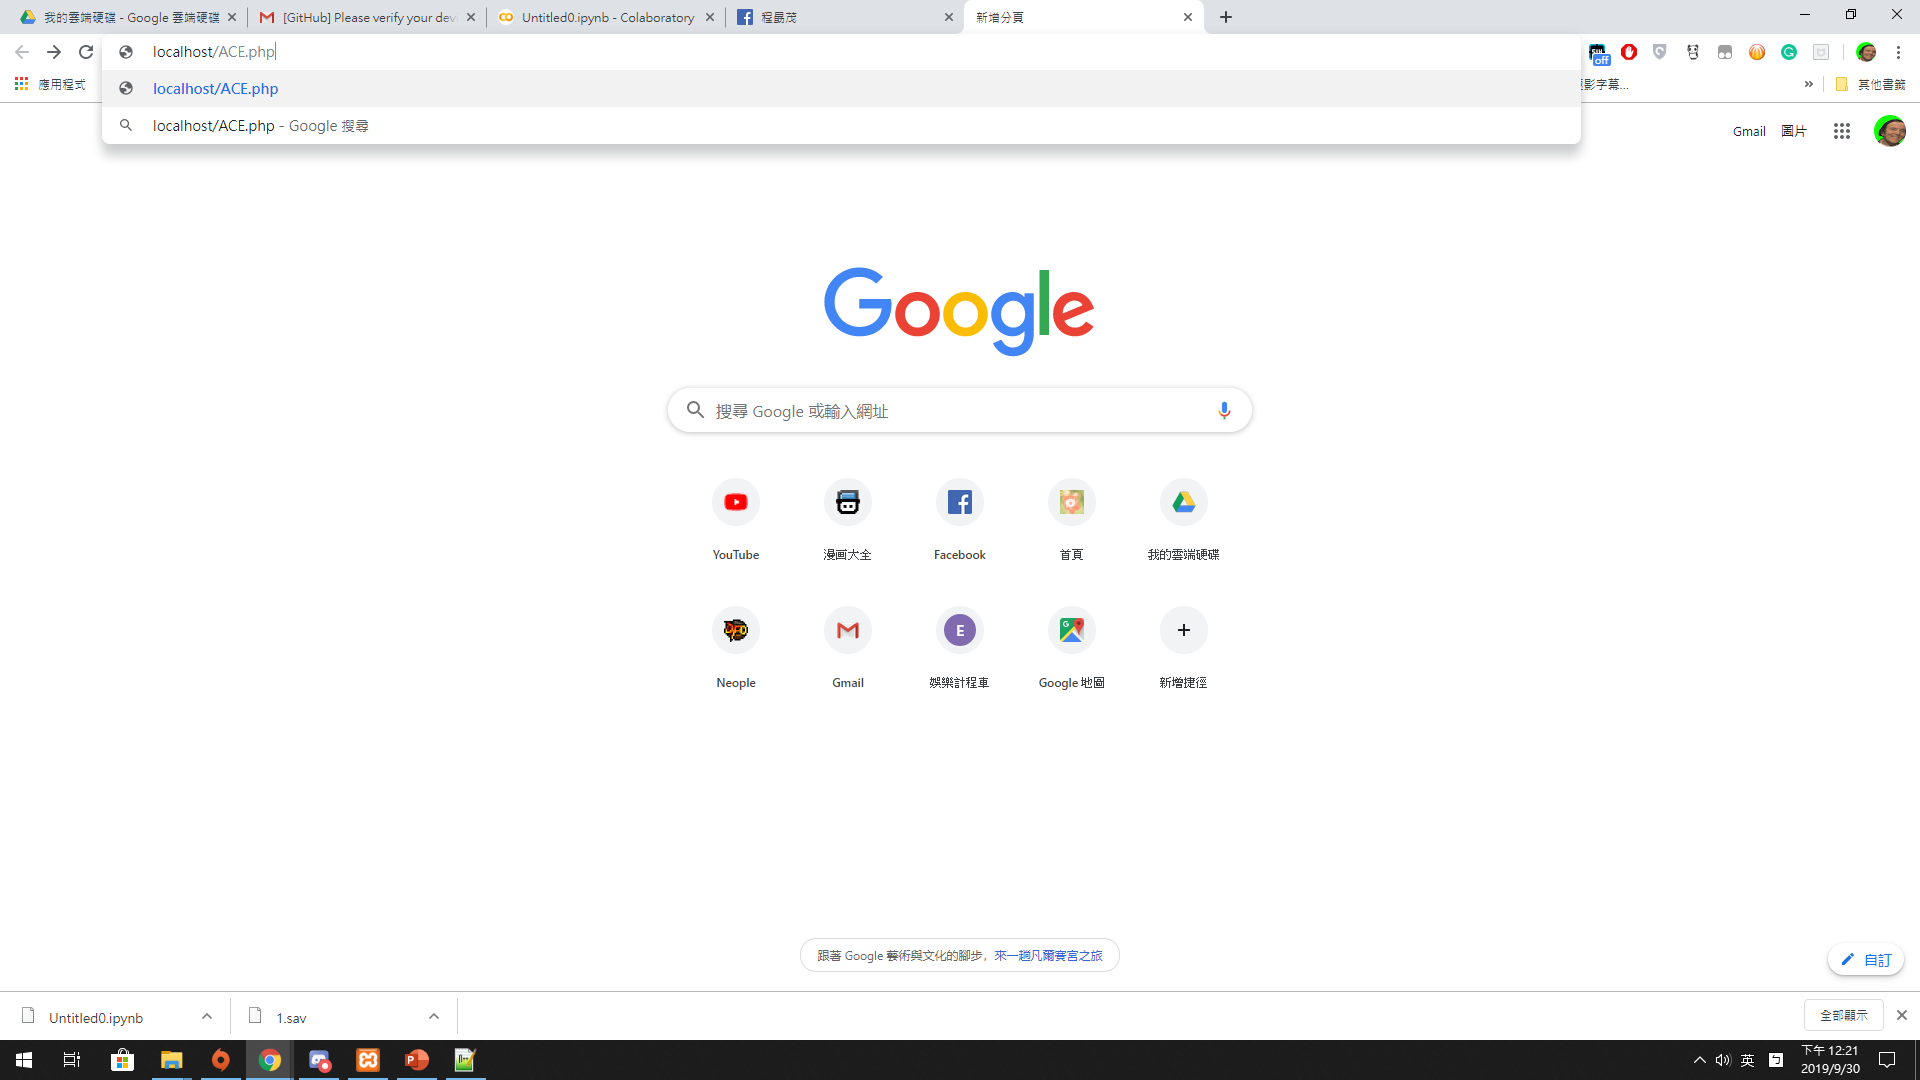 我的雲端硬碟 - Google 雲端硬碟
[GitHub] Please verify your dev
Untitled0.ipynb - Colaboratory
程勗茂
新增分頁
localhost/ACE.php
off
localhost/ACE.php
localhost/ACE.php - Google 搜尋
應用程式
影字幕...
»
其他書籤
Gmail
圖片
Google
搜尋 Google 或輸入網址
YouTube
漫画大全
Facebook
首頁
我的雲端硬碟
E
Neople
Gmail
娛樂計程車
Google 地圖
新增捷徑
跟著 Google 藝術與文化的腳步，來一趟凡爾賽宮之旅
自訂
Untitled0.ipynb
1.sav
全部顯示
英
ㄅ
下午 12:21
2019/9/30